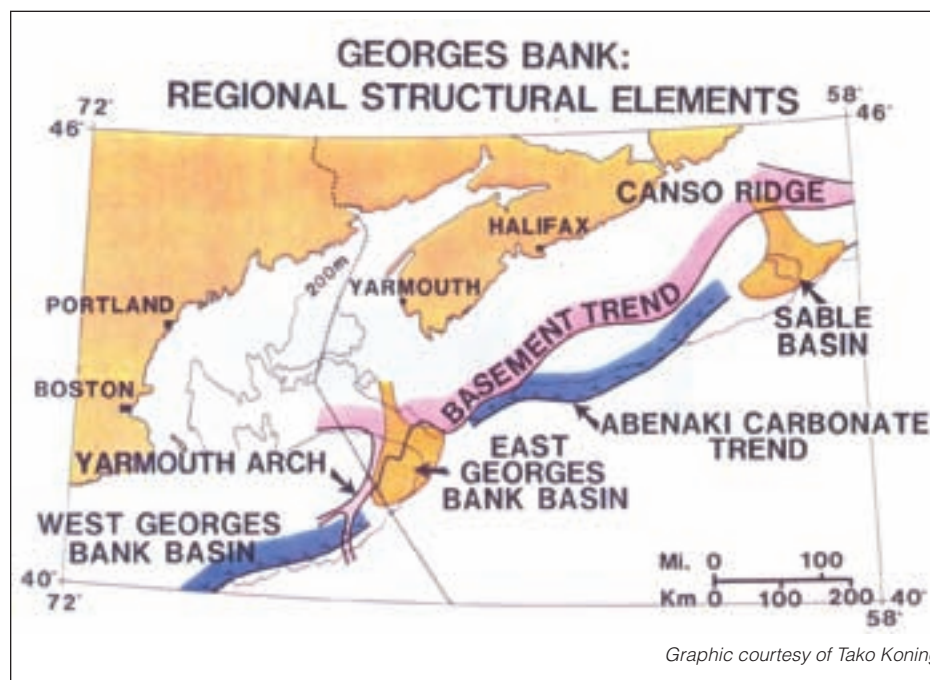 GEORGES BANK:
REGIONAL STRUCTURAL ELEMENTS
72°
46°
58°
46°
CANSO RIDGE
HALIFAX
200m
YARMOUTH
PORTLAND
SABLE
BASIN
BASEMENT TREND
BOSTON
ABENAKI CARBONATE
TREND
YARMOUTH ARCH
EAST
GEORGES
BANK BASIN
WEST GEORGES
BANK BASIN
Mi. 0 100
Km 0 100 200
40°
72°
40°
58°
Graphic courtesy of Tako Koning